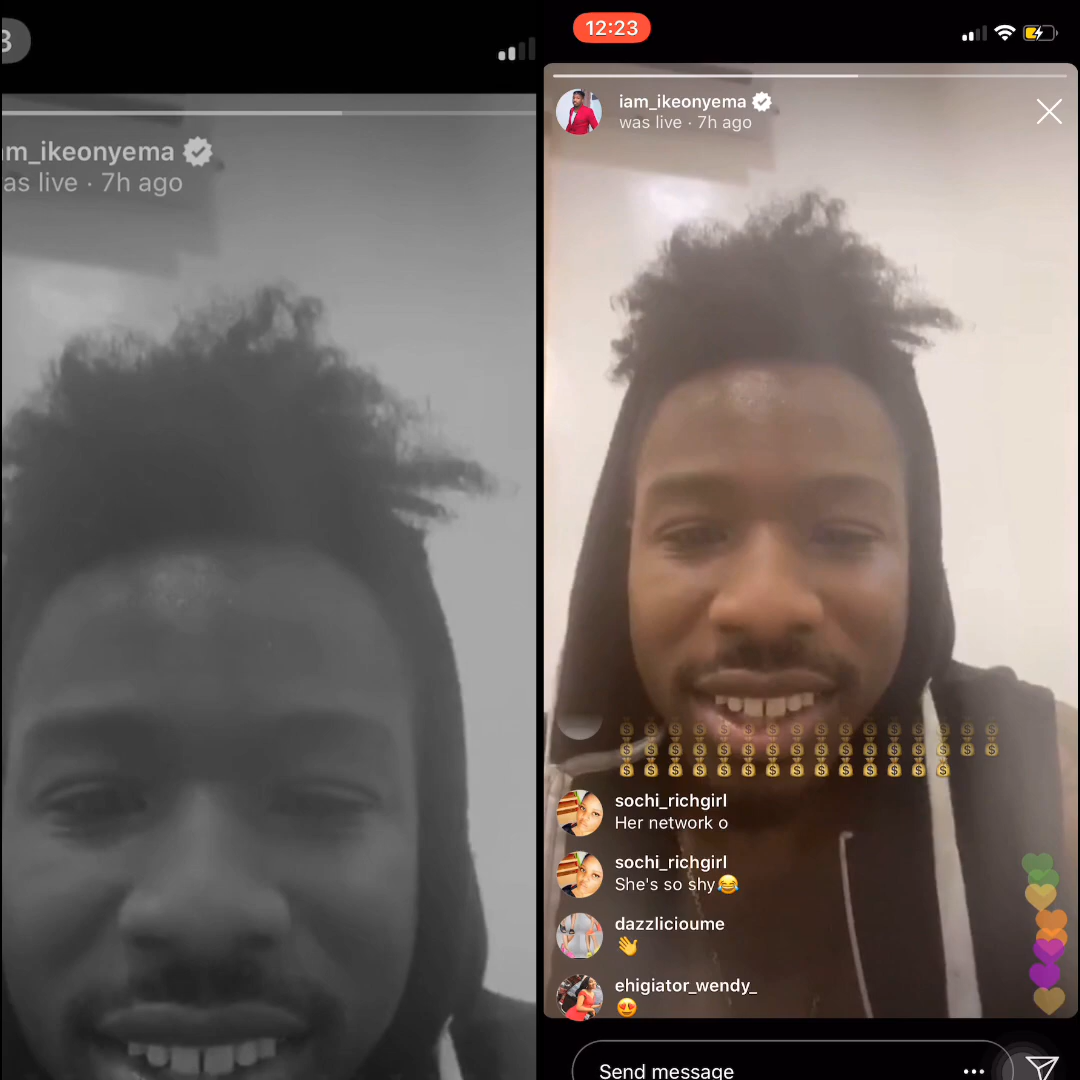 3
m_ikeonyema
as live · 7h ago
12:23
iam_ikeonyema
was live · 7h ago
sochi_richgirl
Her network o
sochi_richgirl
She's so shy😂
dazzlicioume
👋
ehigiator_wendy_
😍
Send message